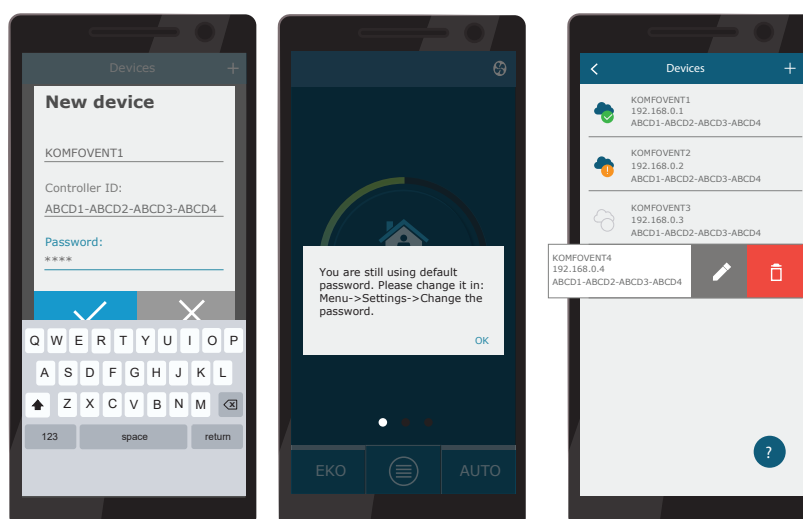 Devices +
New device
KOMFOVENT1
Controller ID:
ABCD1-ABCD2-ABCD3-ABCD4
Password:
****
Q W E R T Y U I O P
A S D F G H J K L
Z X C V B N M
123 space return
You are still using default
password. Please change it in:
Menu->Settings->Change the
password.
OK
EKO AUTO
Devices +
KOMFOVENT1
192.168.0.1
ABCD1-ABCD2-ABCD3-ABCD4
KOMFOVENT2
192.168.0.2
ABCD1-ABCD2-ABCD3-ABCD4
KOMFOVENT3
192.168.0.3
ABCD1-ABCD2-ABCD3-ABCD4
KOMFOVENT4
192.168.0.4
ABCD1-ABCD2-ABCD3-ABCD4
?